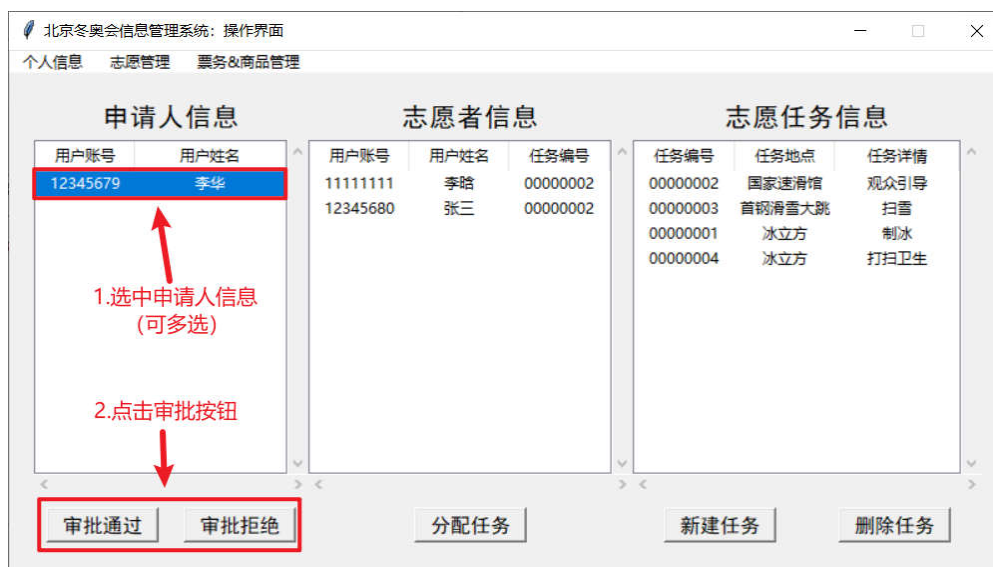 北京冬奥会信息管理系统：操作界面
个人信息 志愿管理 票务&商品管理
申请人信息 志愿者信息 志愿任务信息
用户账号 用户姓名 用户账号 用户姓名 任务编号 任务编号 任务地点 任务详情
12345679 李华 11111111 李晗 00000002 00000002 国家速滑馆 观众引导
12345680 张三 00000002 00000003 首钢滑雪大跳 扫雪
00000001 冰立方 制冰
00000004 冰立方 打扫卫生
1.选中申请人信息
（可多选）
2.点击审批按钮
审批通过 审批拒绝 分配任务 新建任务 删除任务